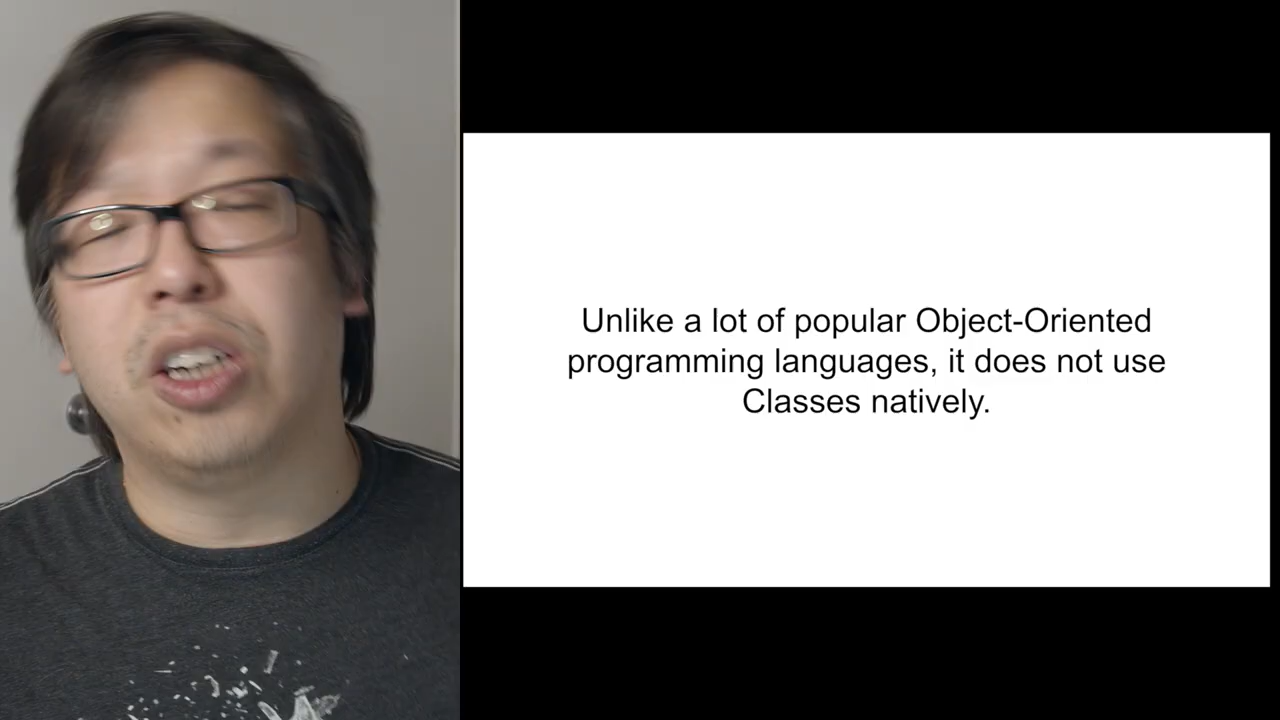 Unlike a lot of popular Object-Oriented
programming languages, it does not use
Classes natively.